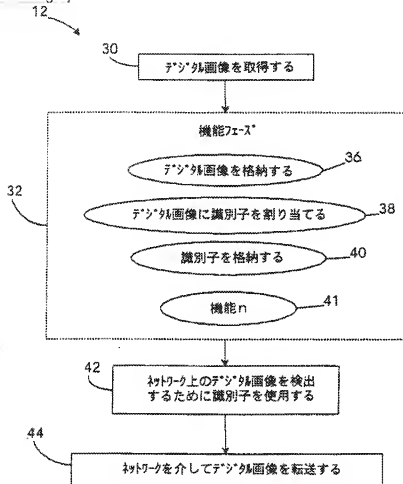 12
30
デジタル画像を取得する
機能フェーズ
デジタル画像を格納する
36
32
デジタル画像に識別子を割り当てる
38
識別子を格納する
40
機能n
41
42
ネットワーク上のデジタル画像を検出
するために識別子を使用する
44
ネットワークを介してデジタル画像を転送する